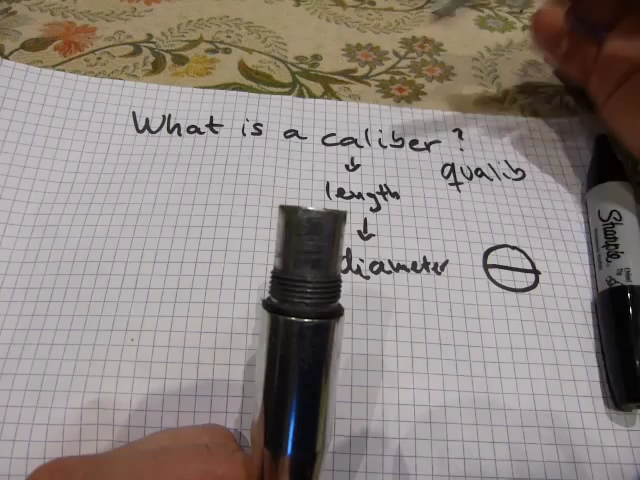 What is a caliber?
qualib
length
diameter
Sharpie